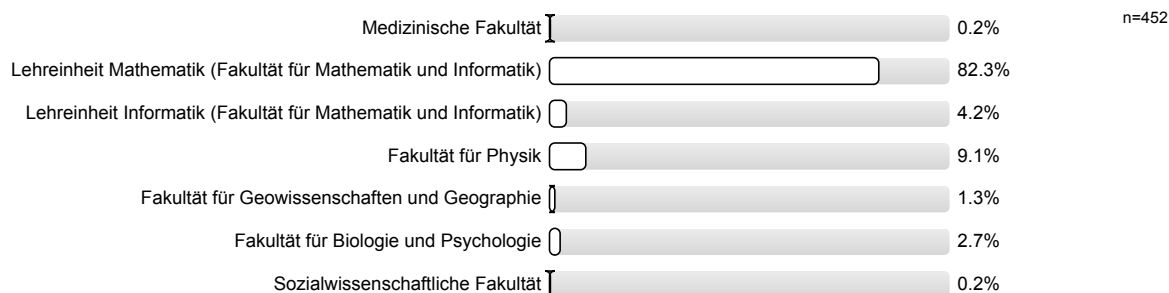 Medizinische Fakultät 0.2% n=452
Lehreinheit Mathematik (Fakultät für Mathematik und Informatik) 82.3%
Lehreinheit Informatik (Fakultät für Mathematik und Informatik) 4.2%
Fakultät für Physik 9.1%
Fakultät für Geowissenschaften und Geographie 1.3%
Fakultät für Biologie und Psychologie 2.7%
Sozialwissenschaftliche Fakultät 0.2%